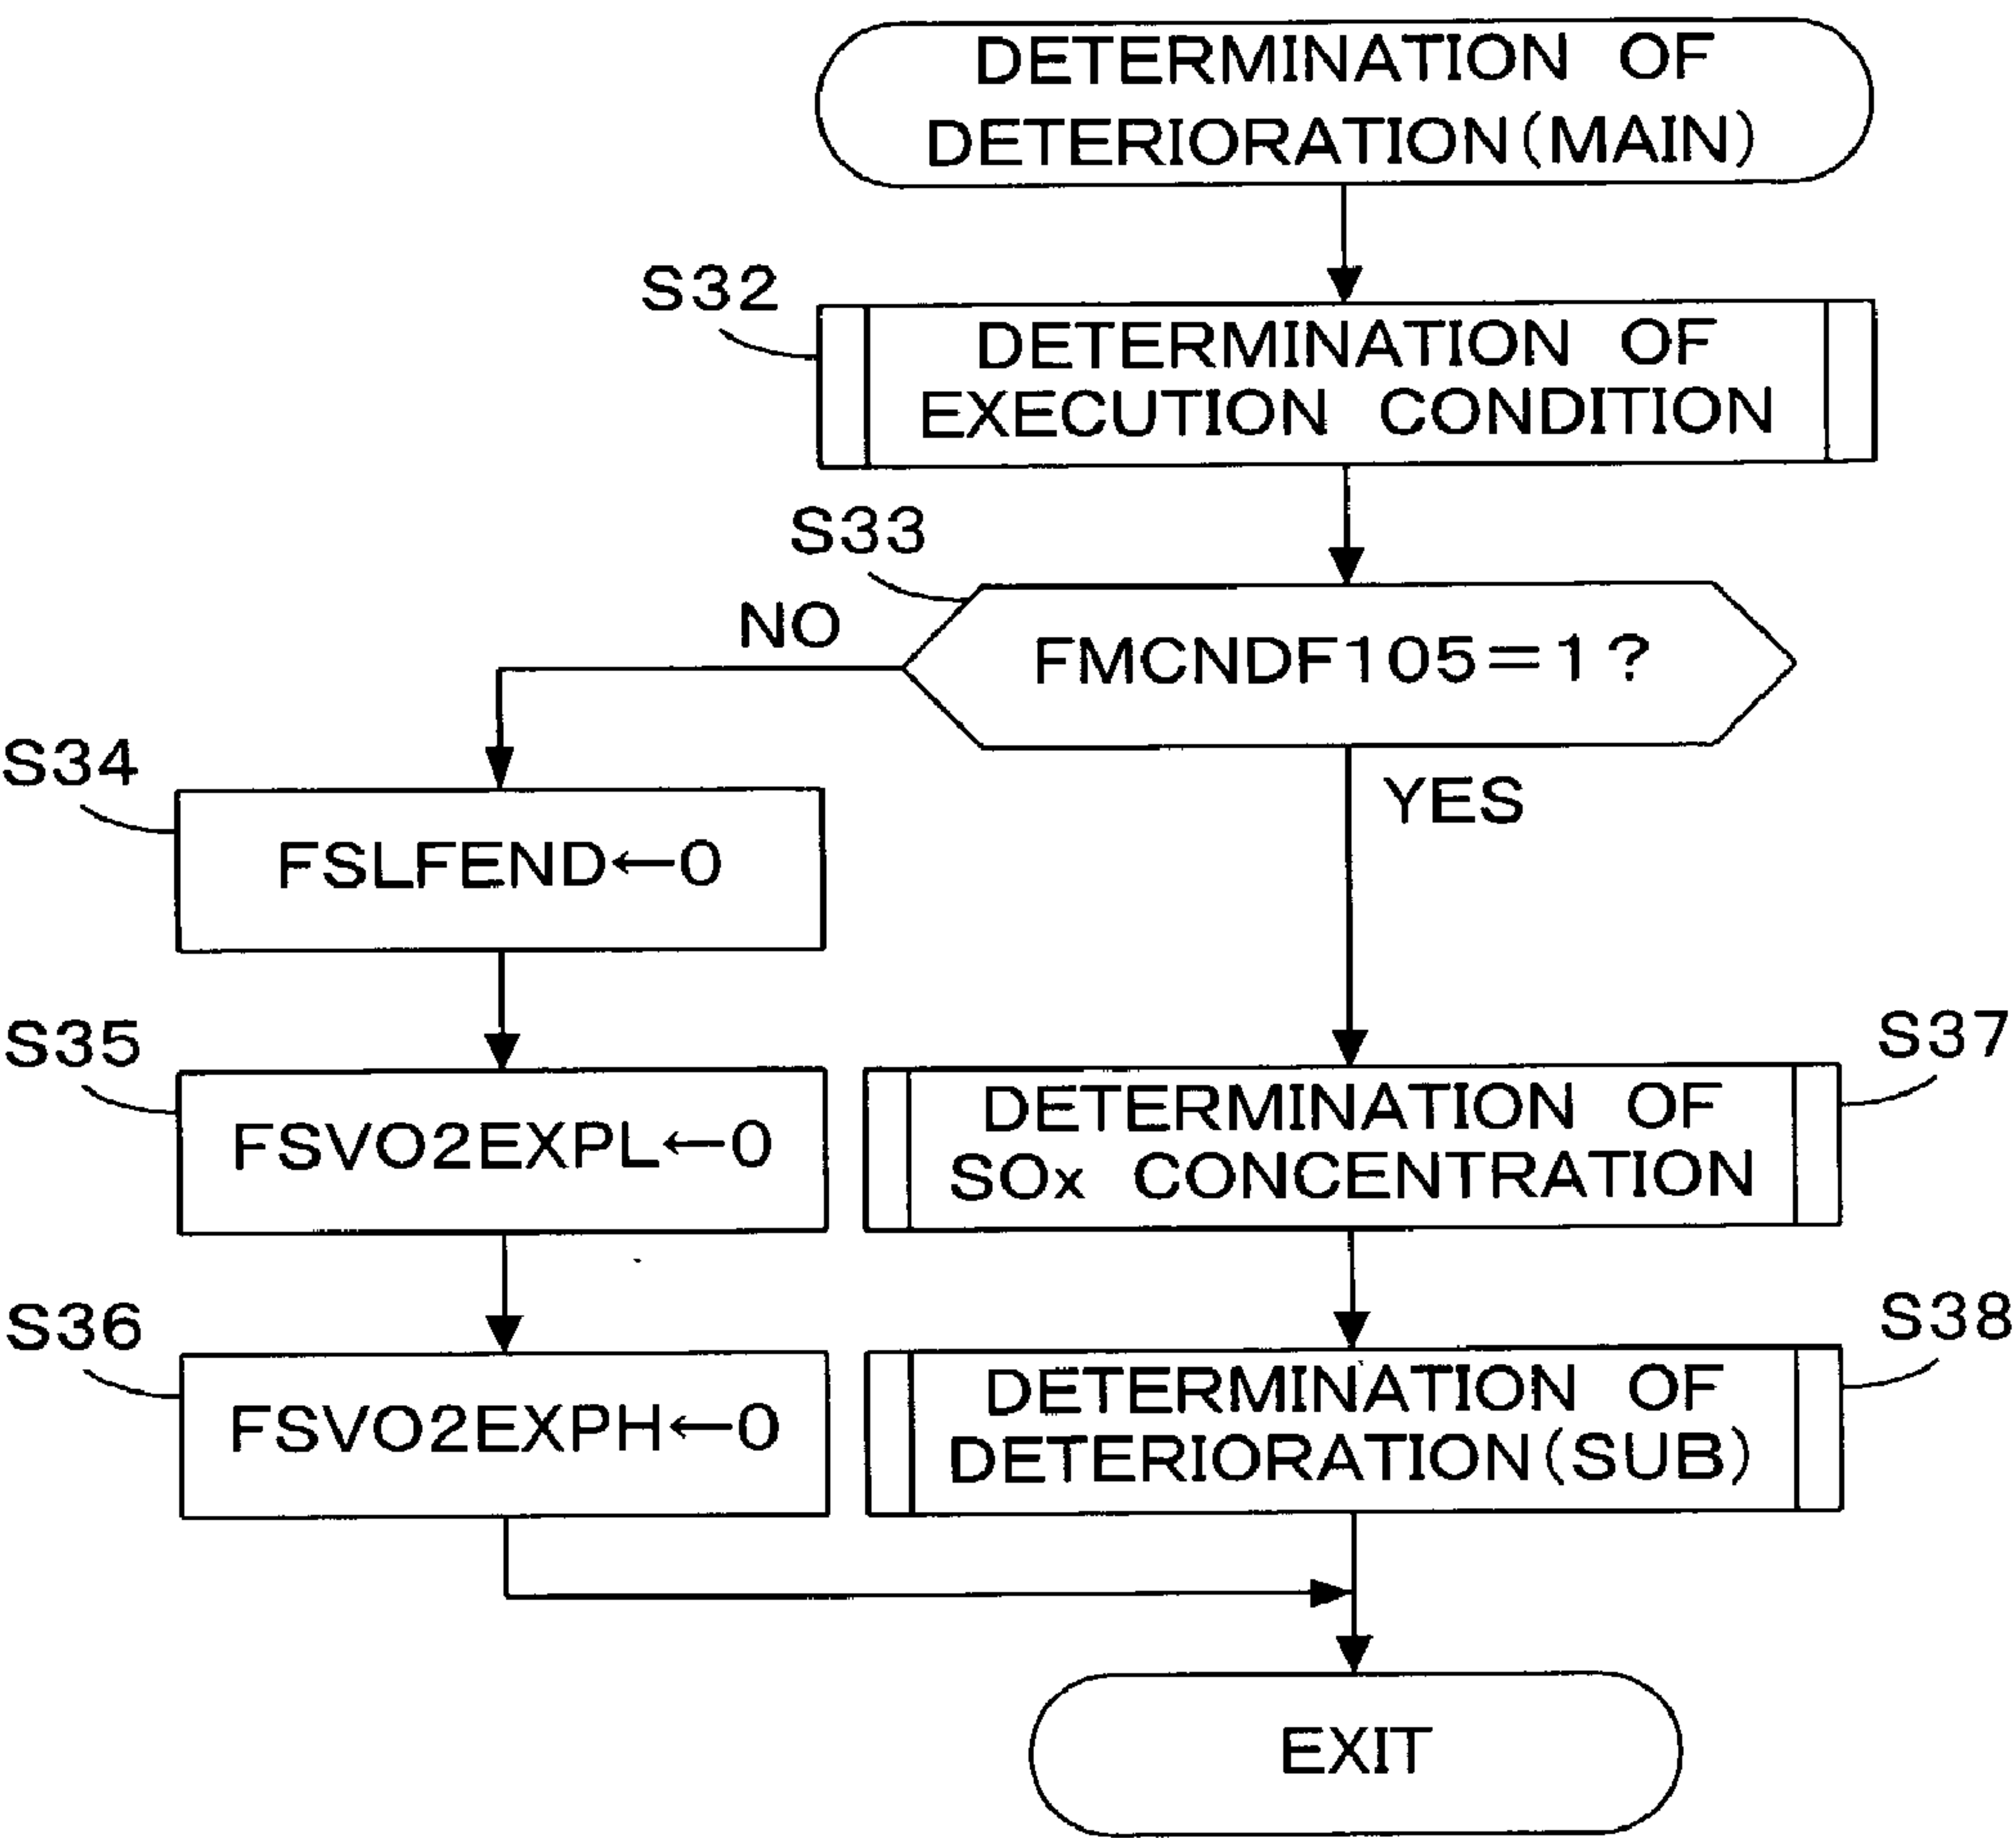 DETERMINATION OF
DETERIORATION(MAIN)
S32
DETERMINATION OF
EXECUTION CONDITION
S33
NO
FMCNDF105=1?
YES
S34
FSLFEND←0
S35
FSVO2EXPL←0
S37
DETERMINATION OF
SOx CONCENTRATION
S36
FSVO2EXPH←0
S38
DETERMINATION OF
DETERIORATION(SUB)
EXIT